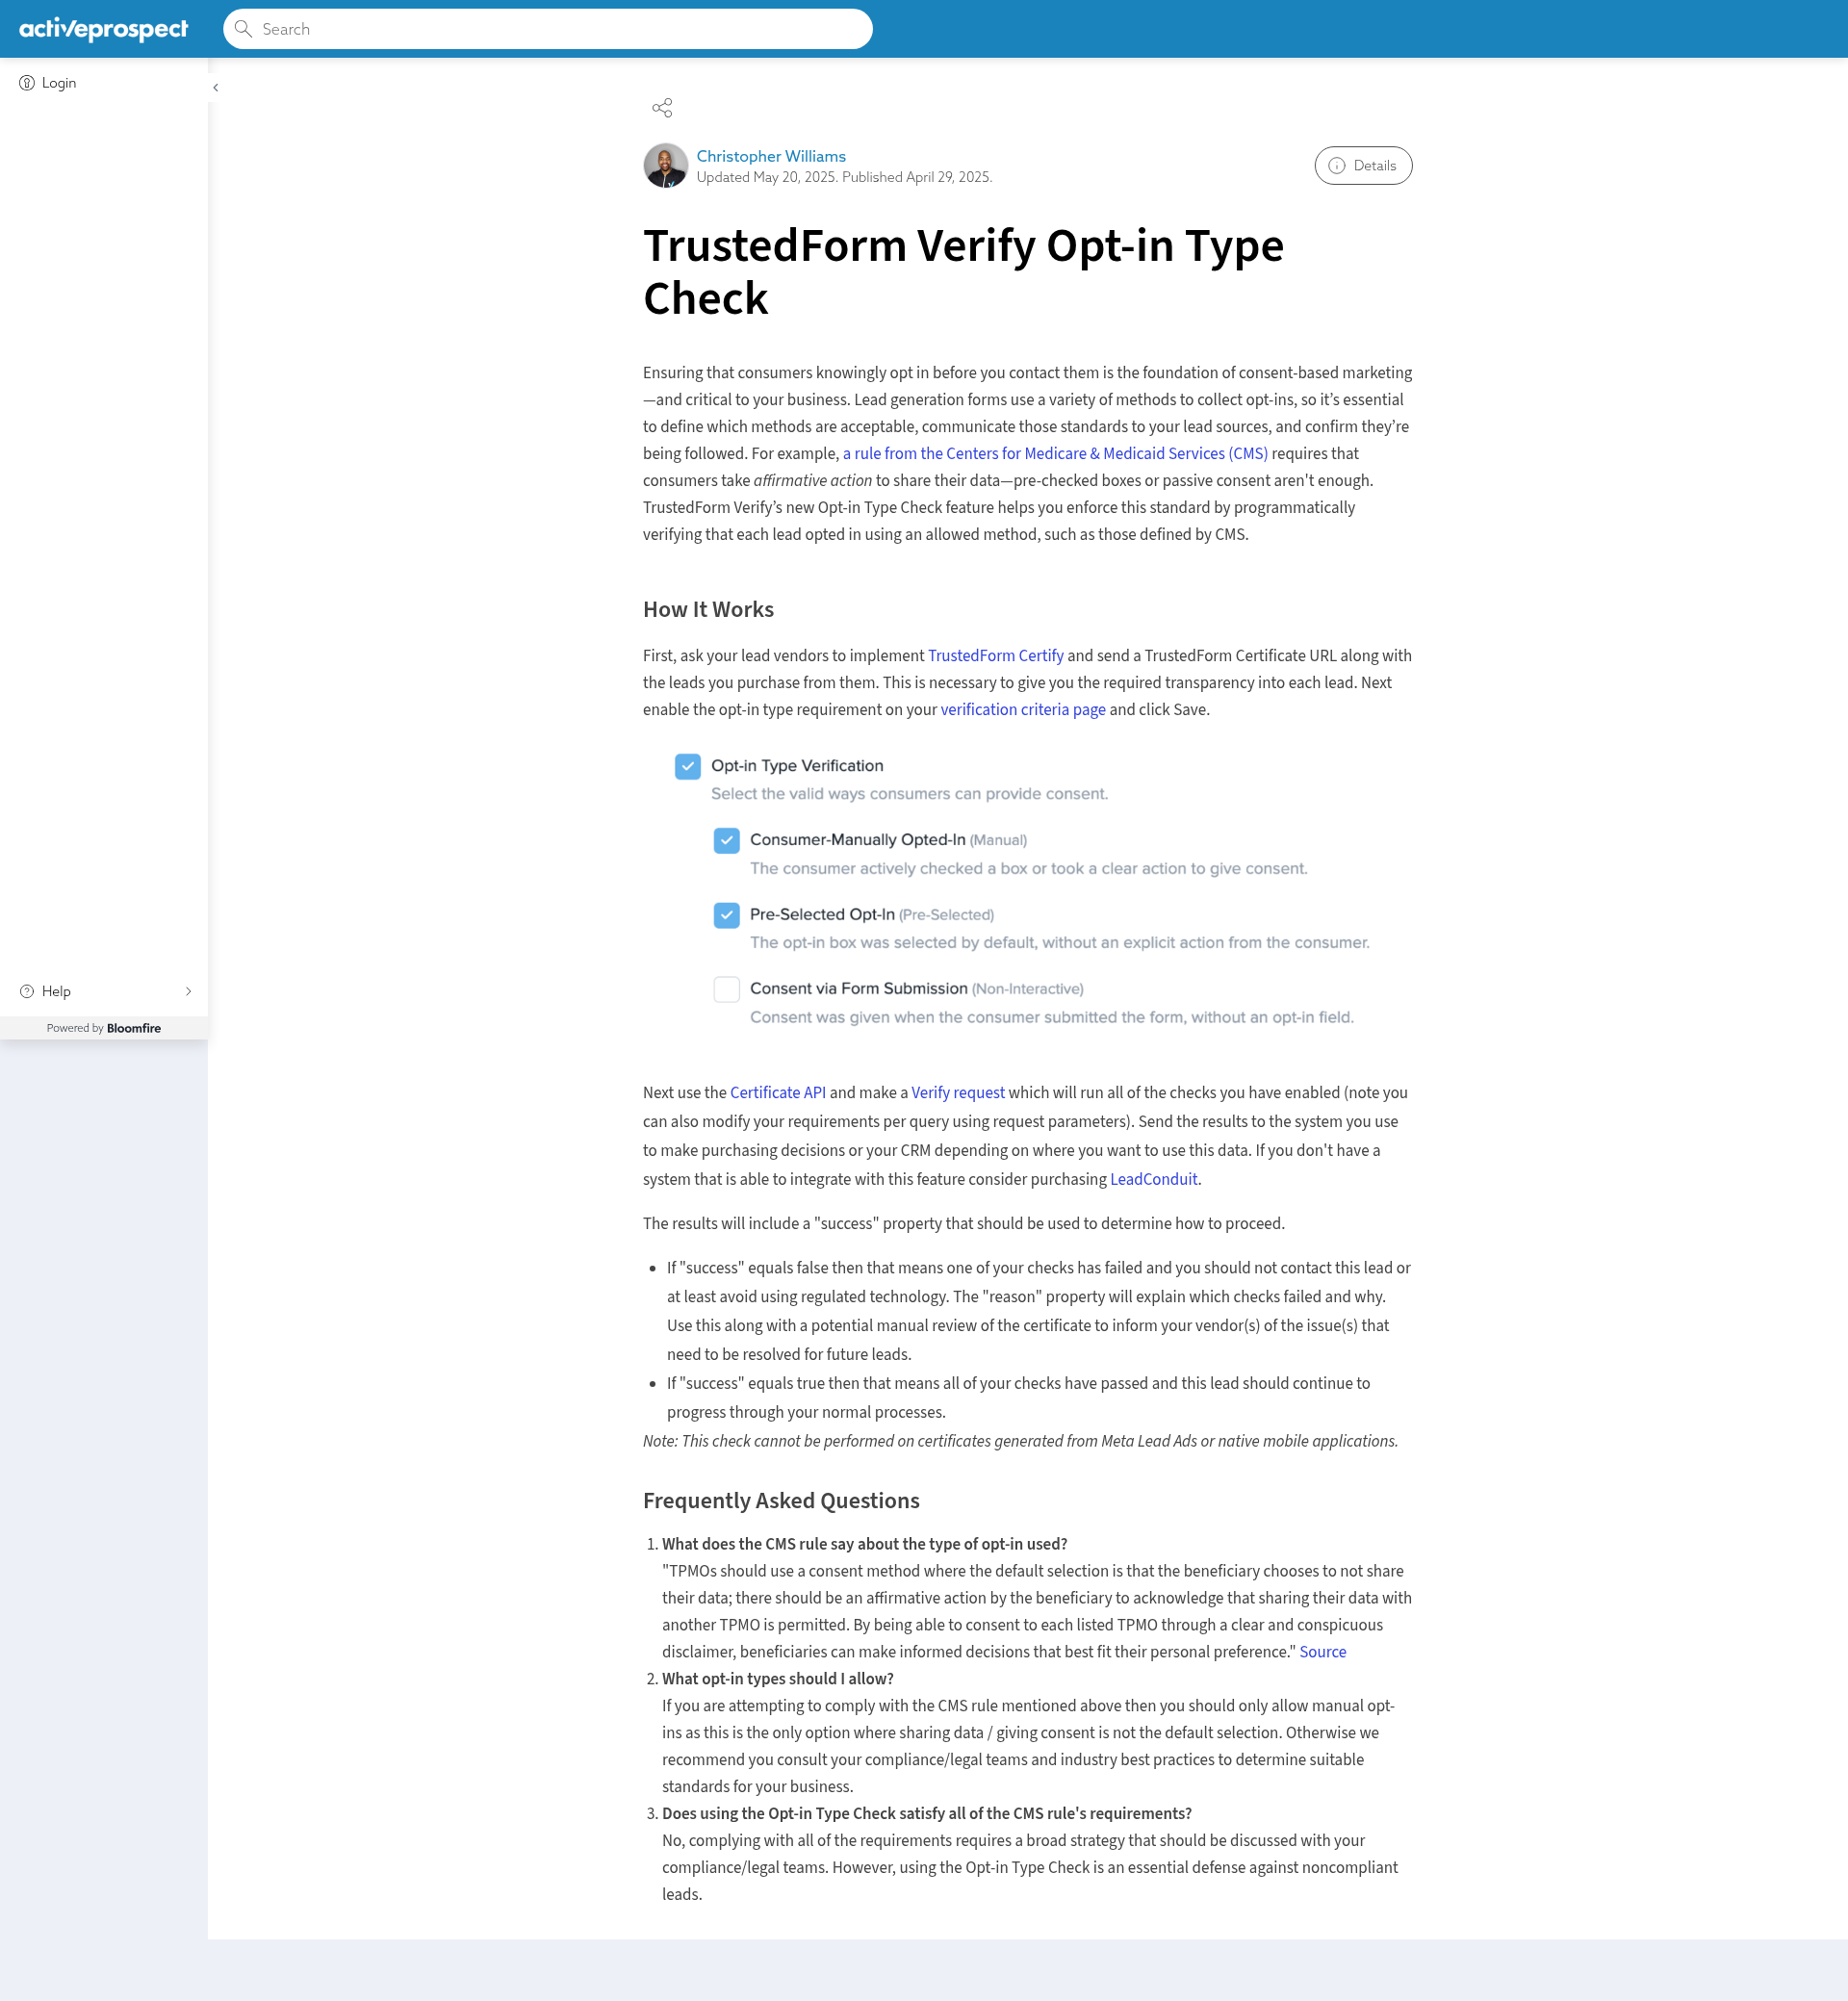 activeprospect
Search
Login
Christopher Williams
Updated May 20, 2025. Published April 29, 2025.
Details
TrustedForm Verify Opt-in Type
Check
Ensuring that consumers knowingly opt in before you contact them is the foundation of consent-based marketing
—and critical to your business. Lead generation forms use a variety of methods to collect opt-ins, so it’s essential
to define which methods are acceptable, communicate those standards to your lead sources, and confirm they’re
being followed. For example, a rule from the Centers for Medicare & Medicaid Services (CMS) requires that
consumers take affirmative action to share their data—pre-checked boxes or passive consent aren't enough.
TrustedForm Verify’s new Opt-in Type Check feature helps you enforce this standard by programmatically
verifying that each lead opted in using an allowed method, such as those defined by CMS.
How It Works
First, ask your lead vendors to implement TrustedForm Certify and send a TrustedForm Certificate URL along with
the leads you purchase from them. This is necessary to give you the required transparency into each lead. Next
enable the opt-in type requirement on your verification criteria page and click Save.
Opt-in Type Verification
Select the valid ways consumers can provide consent.
Consumer-Manually Opted-In (Manual)
The consumer actively checked a box or took a clear action to give consent.
Pre-Selected Opt-In (Pre-Selected)
The opt-in box was selected by default, without an explicit action from the consumer.
Consent via Form Submission (Non-Interactive)
Consent was given when the consumer submitted the form, without an opt-in field.
Help
Powered by Bloomfire
Next use the Certificate API and make a Verify request which will run all of the checks you have enabled (note you
can also modify your requirements per query using request parameters). Send the results to the system you use
to make purchasing decisions or your CRM depending on where you want to use this data. If you don't have a
system that is able to integrate with this feature consider purchasing LeadConduit.
The results will include a "success" property that should be used to determine how to proceed.
• If "success" equals false then that means one of your checks has failed and you should not contact this lead or
at least avoid using regulated technology. The "reason" property will explain which checks failed and why.
Use this along with a potential manual review of the certificate to inform your vendor(s) of the issue(s) that
need to be resolved for future leads.
• If "success" equals true then that means all of your checks have passed and this lead should continue to
progress through your normal processes.
Note: This check cannot be performed on certificates generated from Meta Lead Ads or native mobile applications.
Frequently Asked Questions
1. What does the CMS rule say about the type of opt-in used?
"TPMOs should use a consent method where the default selection is that the beneficiary chooses to not share
their data; there should be an affirmative action by the beneficiary to acknowledge that sharing their data with
another TPMO is permitted. By being able to consent to each listed TPMO through a clear and conspicuous
disclaimer, beneficiaries can make informed decisions that best fit their personal preference." Source
2. What opt-in types should I allow?
If you are attempting to comply with the CMS rule mentioned above then you should only allow manual opt-
ins as this is the only option where sharing data / giving consent is not the default selection. Otherwise we
recommend you consult your compliance/legal teams and industry best practices to determine suitable
standards for your business.
3. Does using the Opt-in Type Check satisfy all of the CMS rule's requirements?
No, complying with all of the requirements requires a broad strategy that should be discussed with your
compliance/legal teams. However, using the Opt-in Type Check is an essential defense against noncompliant
leads.